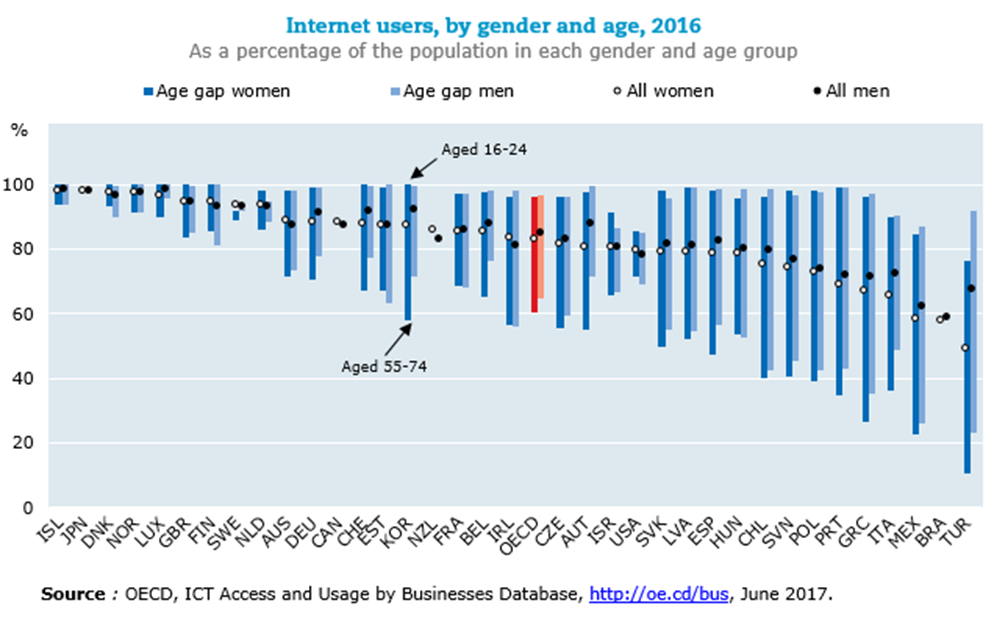 Internet users, by gender and age, 2016
As a percentage of the population in each gender and age group
Age gap women Age gap men All women All men
%
Aged 16-24
100
80
60
Aged 55-74
40
20
0
ISL JPN DNK NOR LUX GBR FIN SWE NLD AUS DEU CAN CHE EST KOR NZL FRA BEL IRL OECD CZE AUT ISR USA SVK LVA ESP HUN CHL SVN POL PRT GRC ITA MEX BRA TUR
Source : OECD, ICT Access and Usage by Businesses Database, http://oe.cd/bus, June 2017.